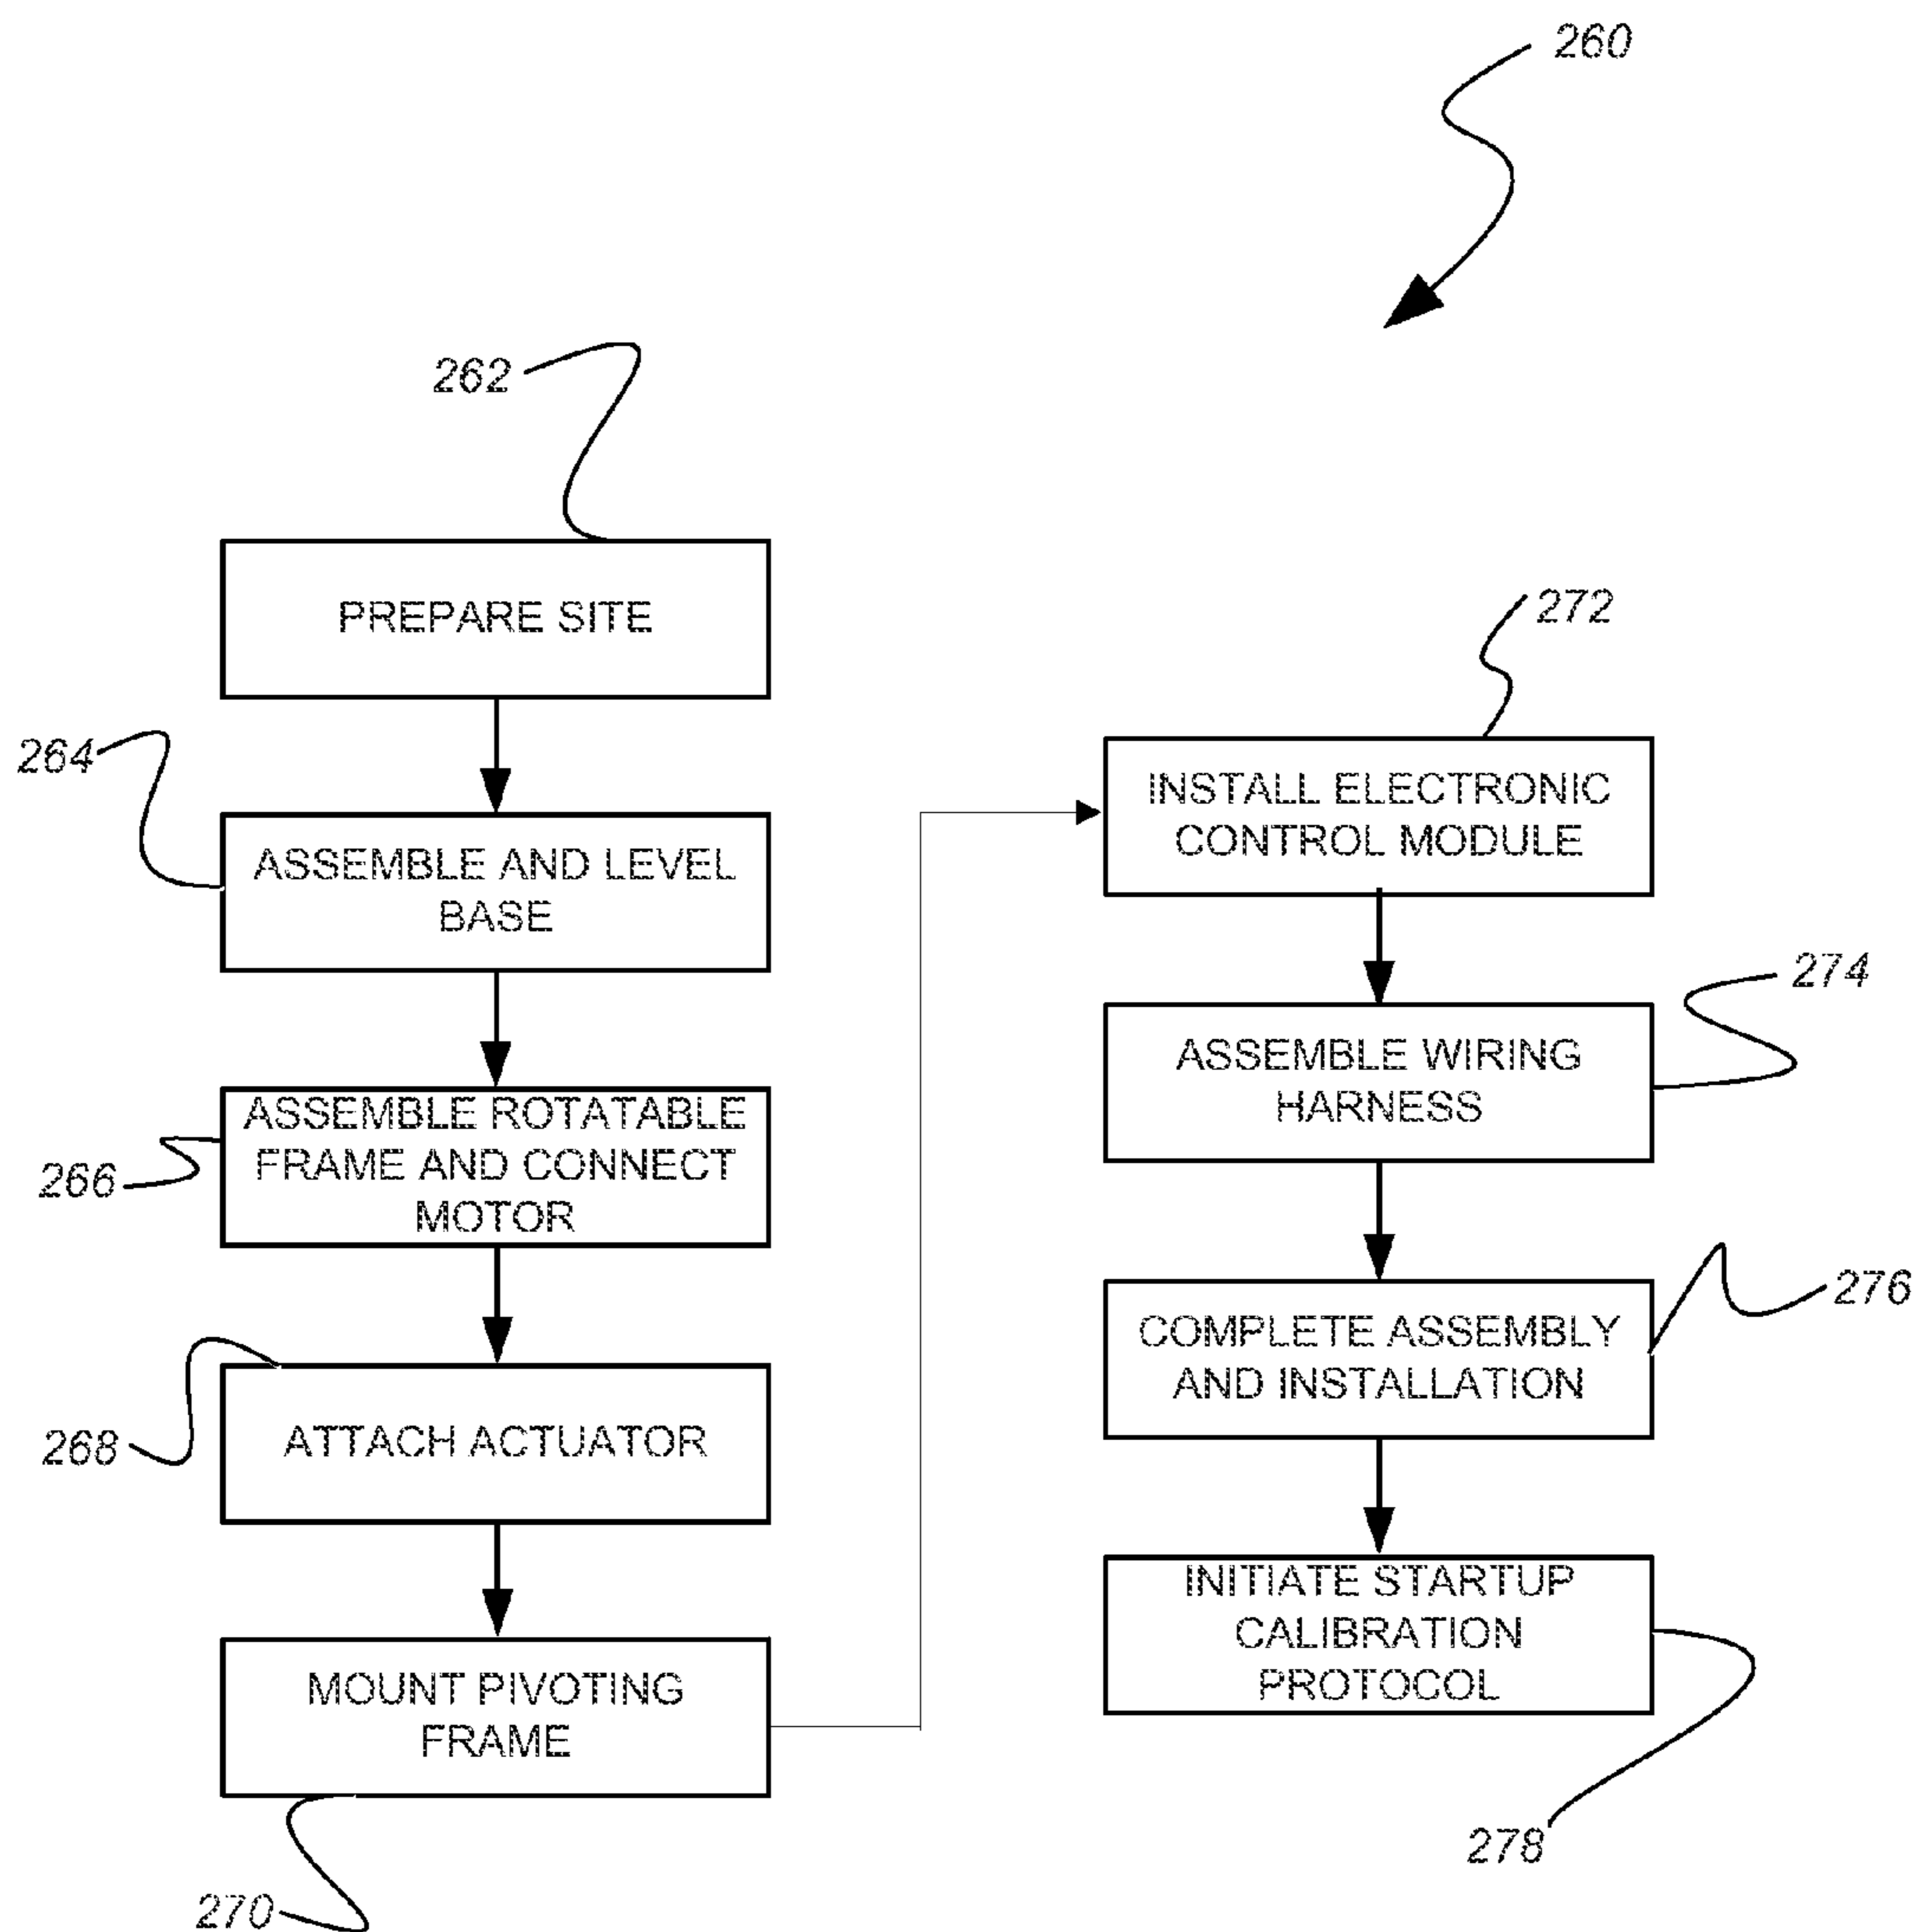 260
262
PREPARE SITE
264
ASSEMBLE AND LEVEL
BASE
266
ASSEMBLE ROTATABLE
FRAME AND CONNECT
MOTOR
268
ATTACH ACTUATOR
MOUNT PIVOTING
FRAME
270
272
INSTALL ELECTRONIC
CONTROL MODULE
274
ASSEMBLE WIRING
HARNESS
276
COMPLETE ASSEMBLY
AND INSTALLATION
INITIATE STARTUP
CALIBRATION
PROTOCOL
278